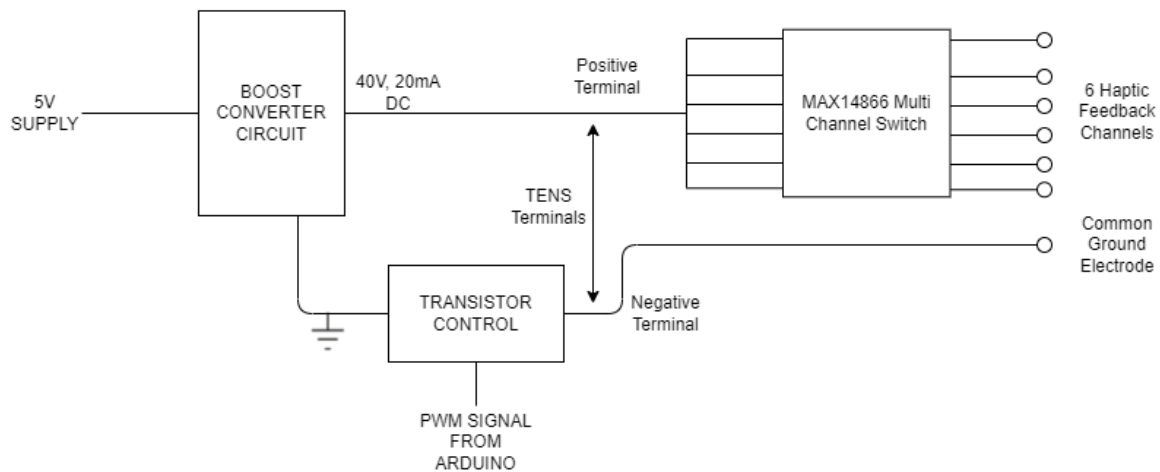 5V
SUPPLY
BOOST
CONVERTER
CIRCUIT
40V, 20mA
DC
Positive
Terminal
MAX14866 Multi
Channel Switch
6 Haptic
Feedback
Channels
TENS
Terminals
Common
Ground
Electrode
TRANSISTOR
CONTROL
Negative
Terminal
PWM SIGNAL
FROM
ARDUINO